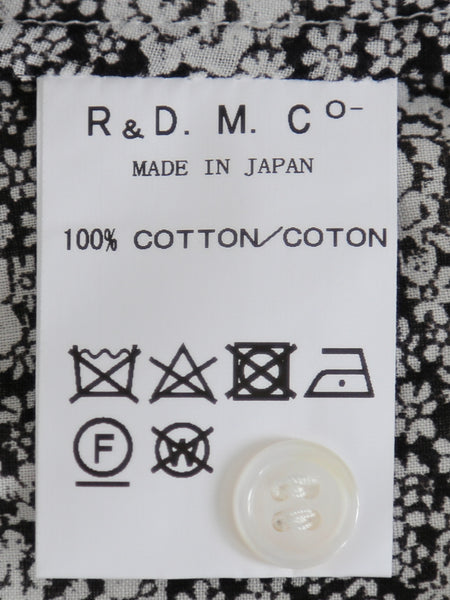 R & D. M. Co-
MADE IN JAPAN
100% COTTON/COTON
F
W